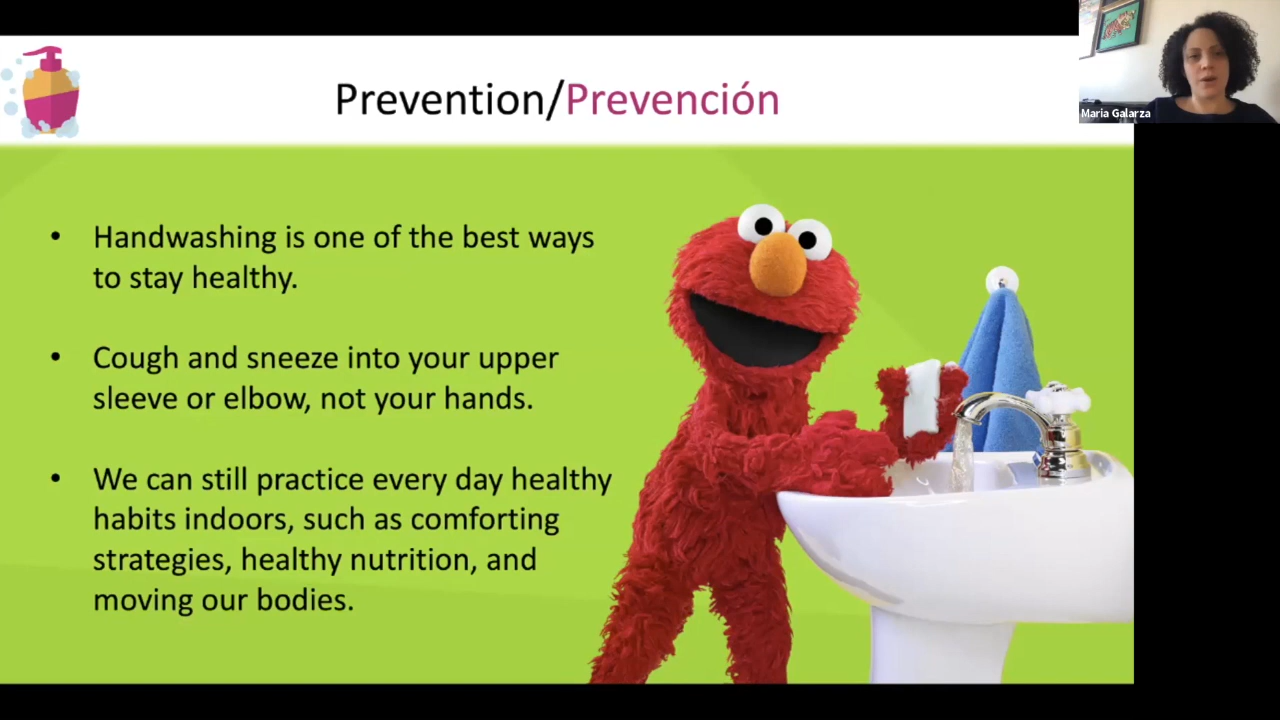 Prevention/Prevención
Maria Galarza
• Handwashing is one of the best ways
to stay healthy.
• Cough and sneeze into your upper
sleeve or elbow, not your hands.
• We can still practice every day healthy
habits indoors, such as comforting
strategies, healthy nutrition, and
moving our bodies.